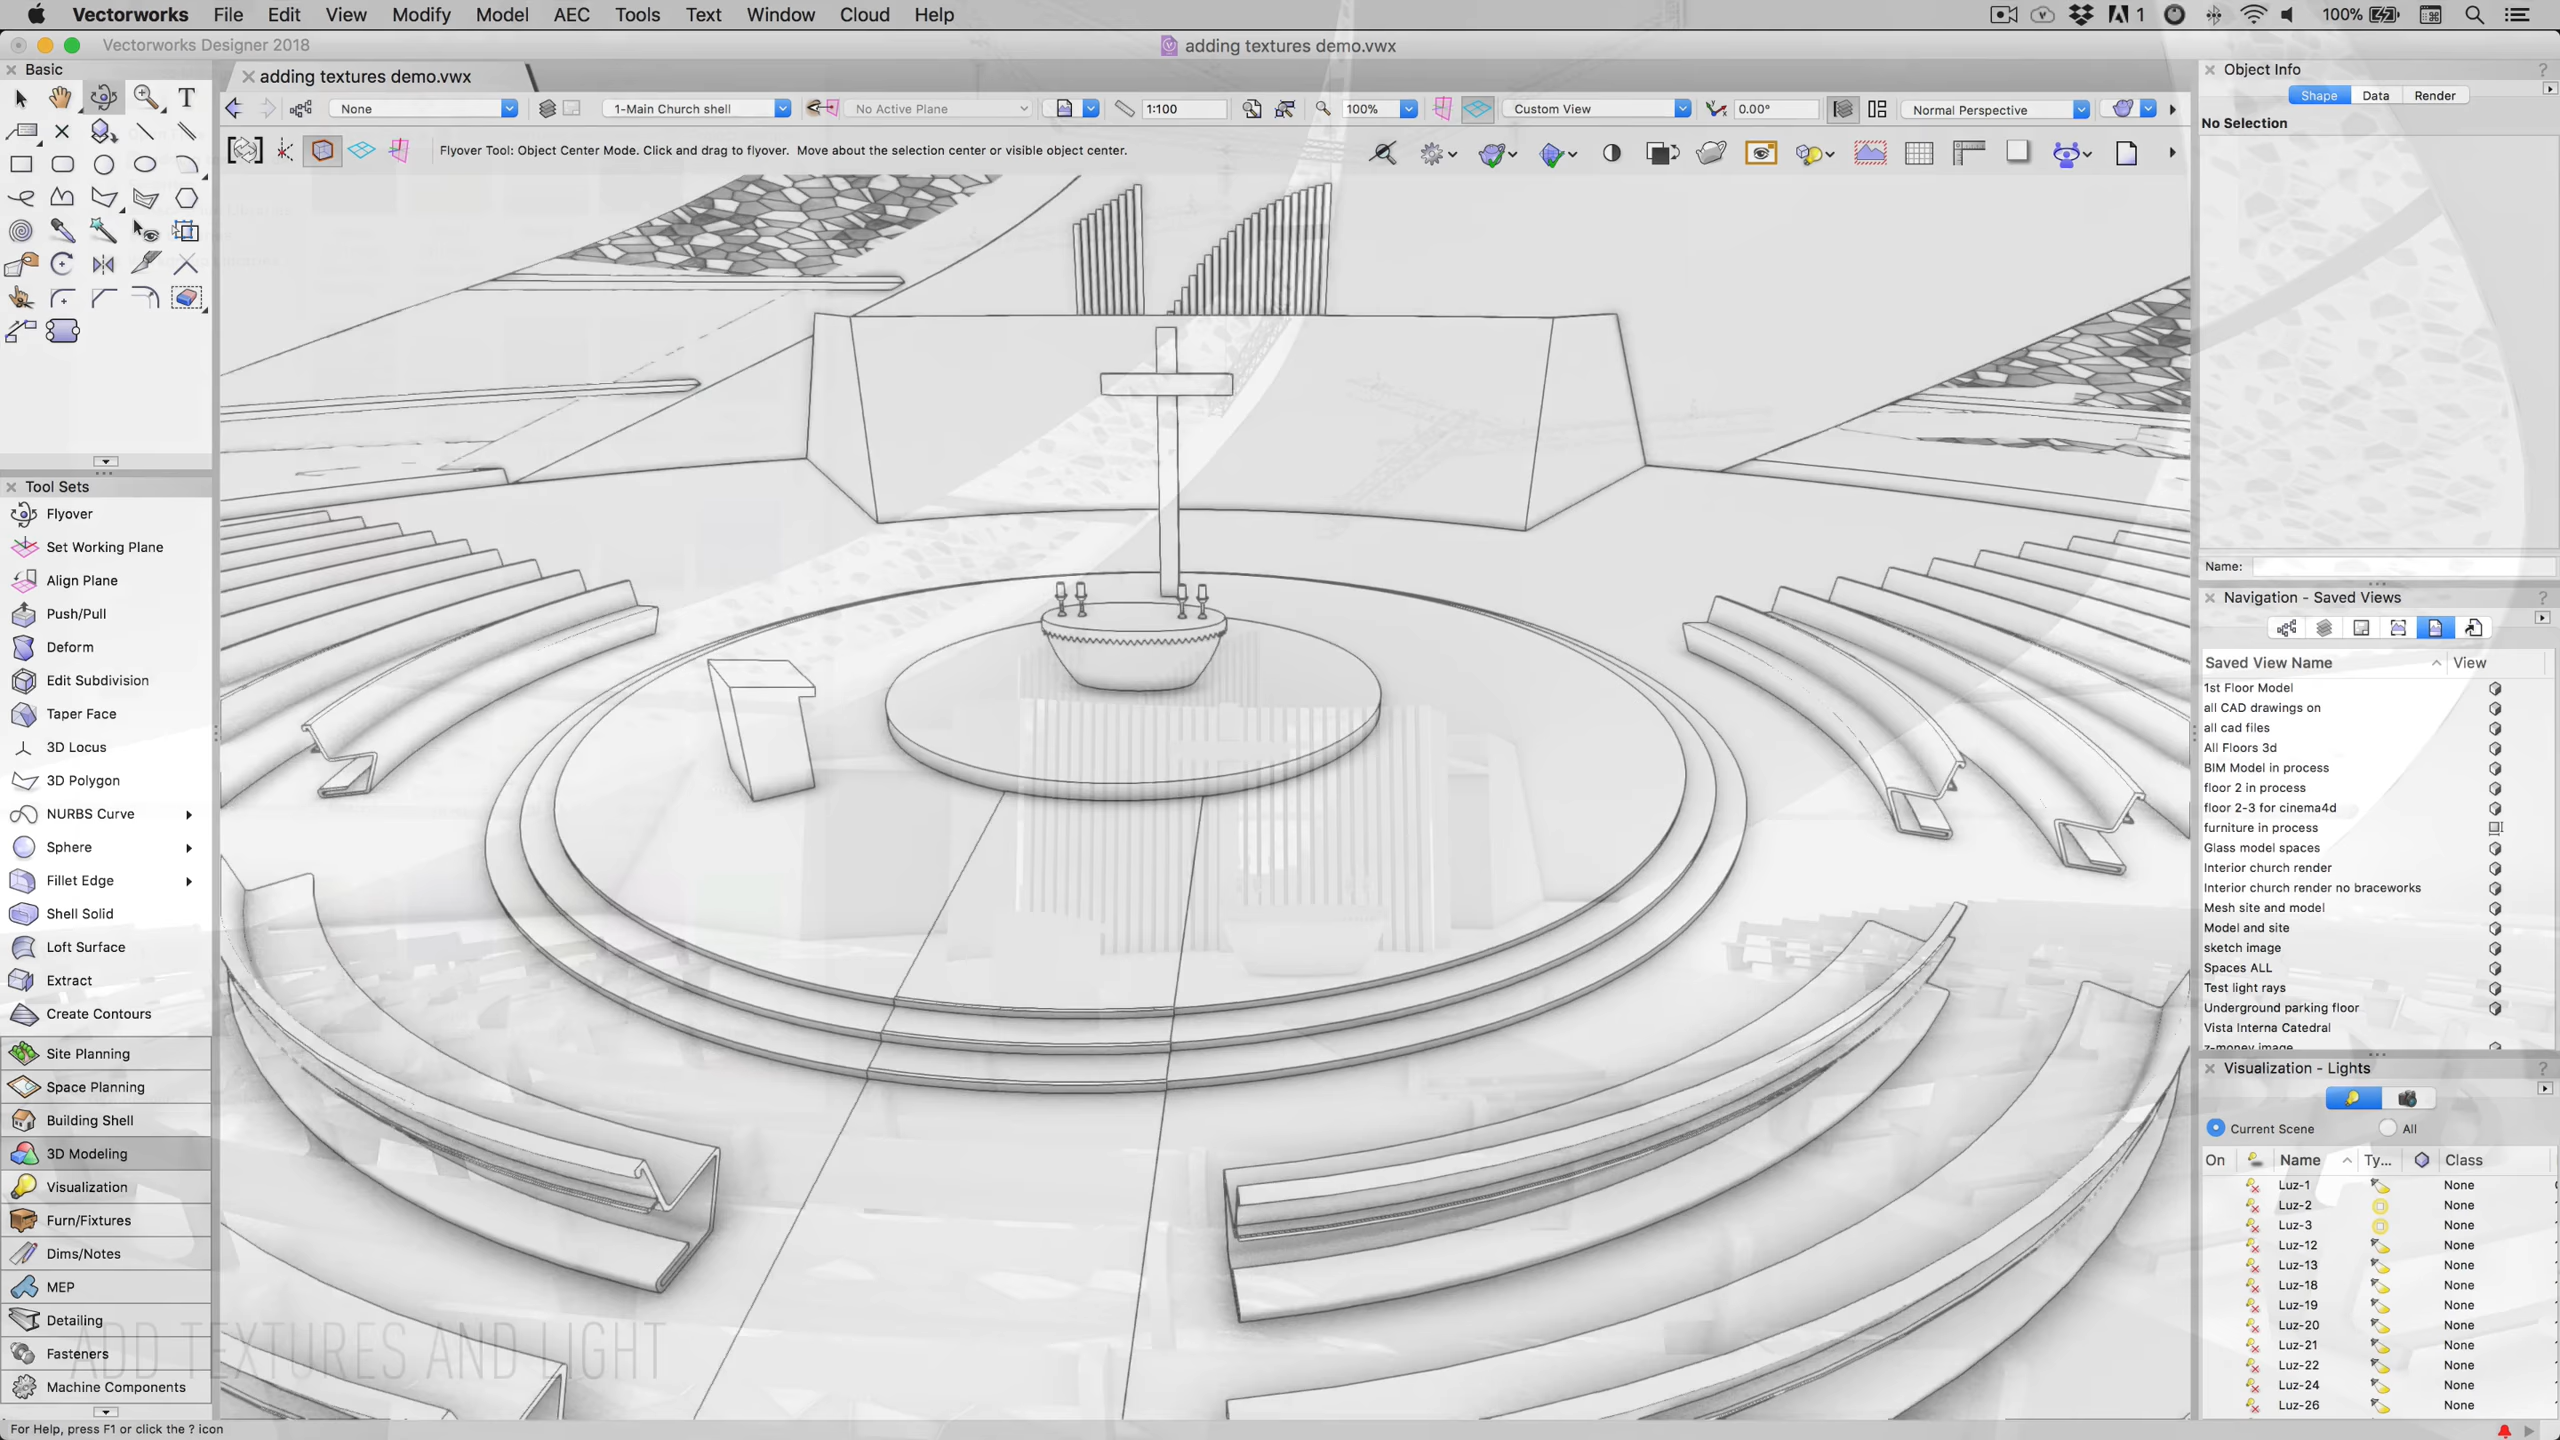 Vectorworks File Edit View Modify Model AEC Tools Text Window Cloud Help
1 100%
Vectorworks Designer 2018
adding textures demo.vwx
Basic
adding textures demo.vwx
None
1-Main Church shell
No Active Plane
1:100
100%
Custom View
0.00°
Normal Perspective
Flyover Tool: Object Center Mode. Click and drag to flyover. Move about the selection center or visible object center.
Tool Sets
Flyover
Set Working Plane
Align Plane
Push/Pull
Deform
Edit Subdivision
Taper Face
3D Locus
3D Polygon
NURBS Curve
Sphere
Fillet Edge
Shell Solid
Loft Surface
Extract
Create Contours
Site Planning
Space Planning
Building Shell
3D Modeling
Visualization
Furn/Fixtures
Dims/Notes
MEP
Detailing
Fasteners
Machine Components
For Help, press F1 or click the ? icon
ADD TEXTURES AND LIGHT
Object Info
?
Shape Data Render
No Selection
Name:
Navigation - Saved Views
?
Saved View Name View
1st Floor Model
all CAD drawings on
all cad files
All Floors 3d
BIM Model in process
floor 2 in process
floor 2-3 for cinema4d
furniture in process
Glass model spaces
Interior church render
Interior church render no braceworks
Mesh site and model
Model and site
sketch image
Spaces ALL
Test light rays
Underground parking floor
Vista Interna Catedral
z-money image
Visualization - Lights
?
Current Scene All
On Name Ty... Class
Luz-1 None
Luz-2 None
Luz-3 None
Luz-12 None
Luz-13 None
Luz-18 None
Luz-19 None
Luz-20 None
Luz-21 None
Luz-22 None
Luz-24 None
Luz-26 None